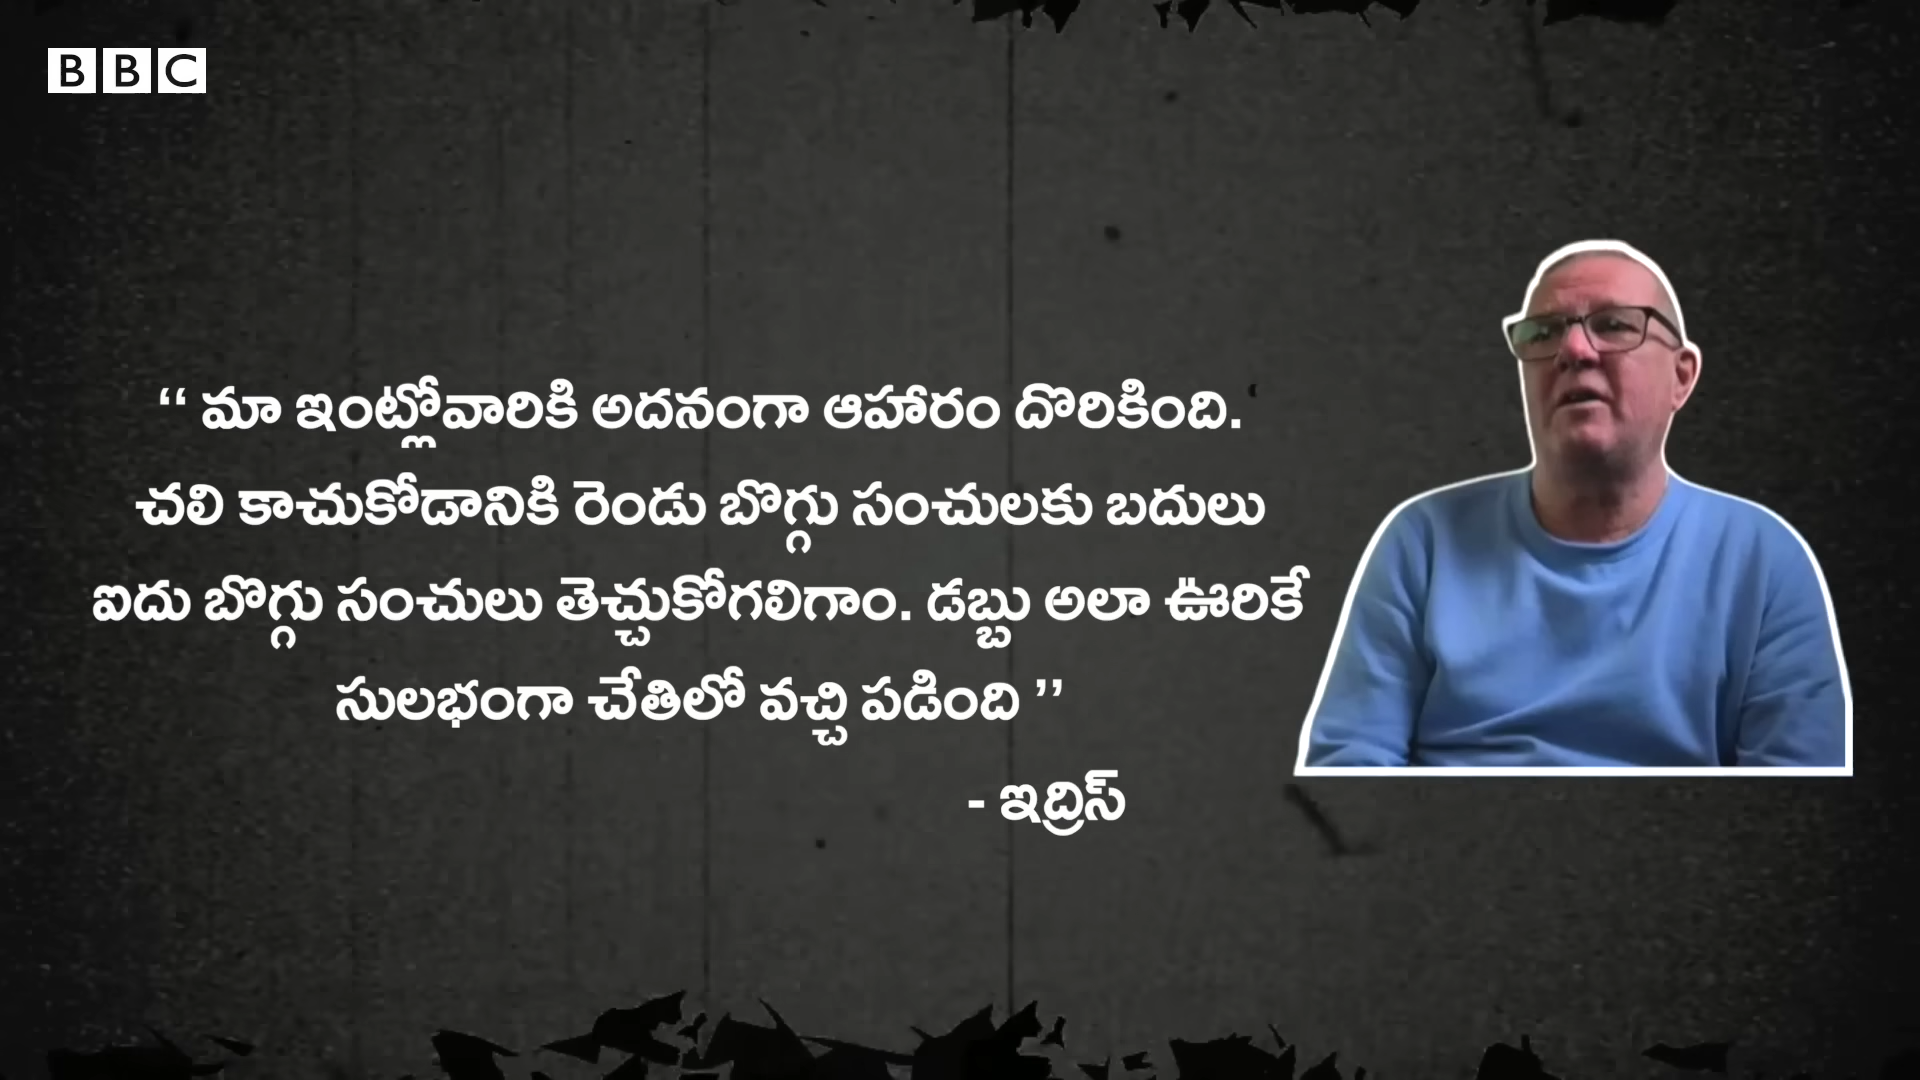 BBC
“ మా ఇంట్లోవారికి అదనంగా ఆహారం దొరికింది.
చలి కాచుకోడానికి రెండు బొగ్గు సంచులకు బదులు
ఐదు బొగ్గు సంచులు తెచ్చుకోగలిగాం. డబ్బు అలా ఊరికే
సులభంగా చేతిలో వచ్చి పడింది ”
- ఇద్రిస్